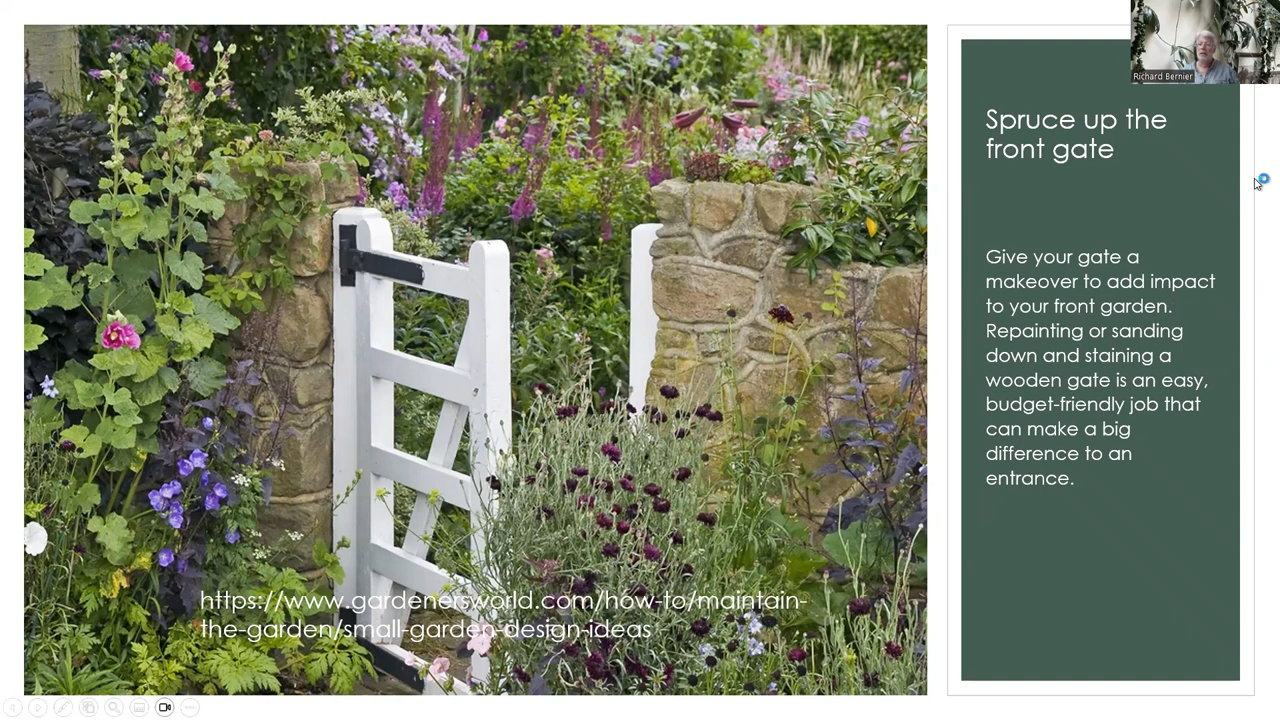 Richard Bernier
Spruce up the
front gate
Give your gate a
makeover to add impact
to your front garden.
Repainting or sanding
down and staining a
wooden gate is an easy,
budget-friendly job that
can make a big
difference to an
entrance.
https://www.gardenersworld.com/how-to/maintain-
the-garden/small-garden-design-ideas